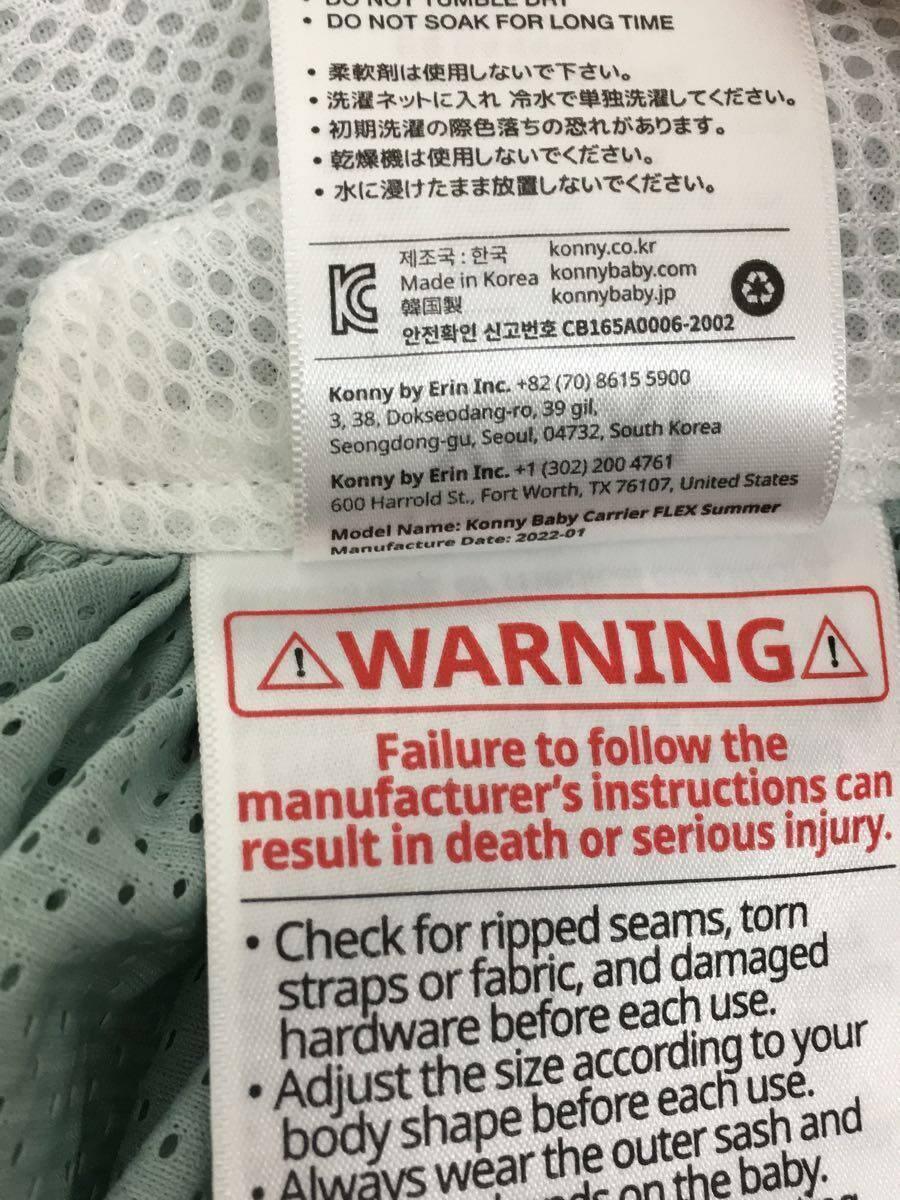 • DO NOT TUMBLE DRY
• DO NOT SOAK FOR LONG TIME
• 柔軟剤は使用しないで下さい。
• 洗濯ネットに入れ 冷水で単独洗濯してください。
• 初期洗濯の際色落ちの恐れがあります。
• 乾燥機は使用しないでください。
• 水に浸けたまま放置しないでください。
제조국 : 한국 konny.co.kr
Made in Korea konnybaby.com
韓国製 konnybaby.jp
안전확인 신고번호 CB165A0006-2002
Konny by Erin Inc. +82 (70) 8615 5900
3, 38, Dokseodang-ro, 39 gil,
Seongdong-gu, Seoul, 04732, South Korea
Konny by Erin Inc. +1 (302) 200 4761
600 Harrold St., Fort Worth, TX 76107, United States
Model Name: Konny Baby Carrier FLEX Summer
Manufacture Date: 2022-01
WARNING
Failure to follow the
manufacturer's instructions can
result in death or serious injury.
• Check for ripped seams, torn
straps or fabric, and damaged
hardware before each use.
• Adjust the size according to your
body shape before each use.
• Always wear the outer sash and
on the baby.